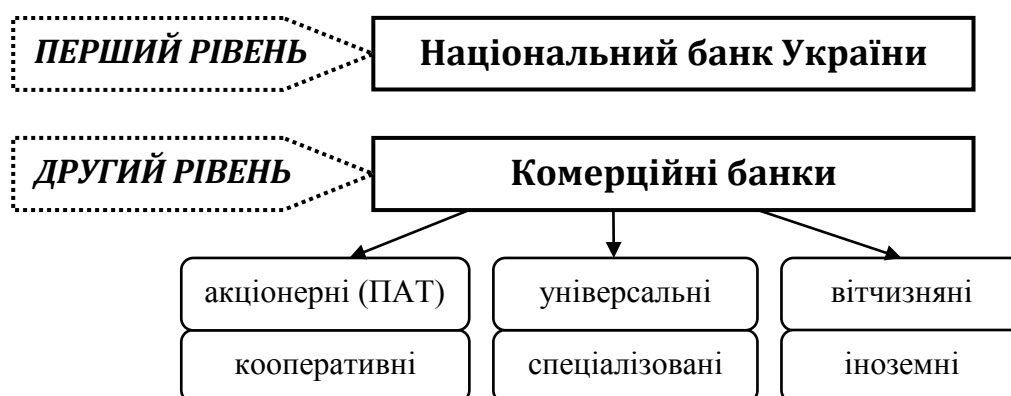 ПЕРШИЙ РІВЕНЬ
Національний банк України
ДРУГИЙ РІВЕНЬ
Комерційні банки
акціонерні (ПАТ)
універсальні
вітчизняні
кооперативні
спеціалізовані
іноземні